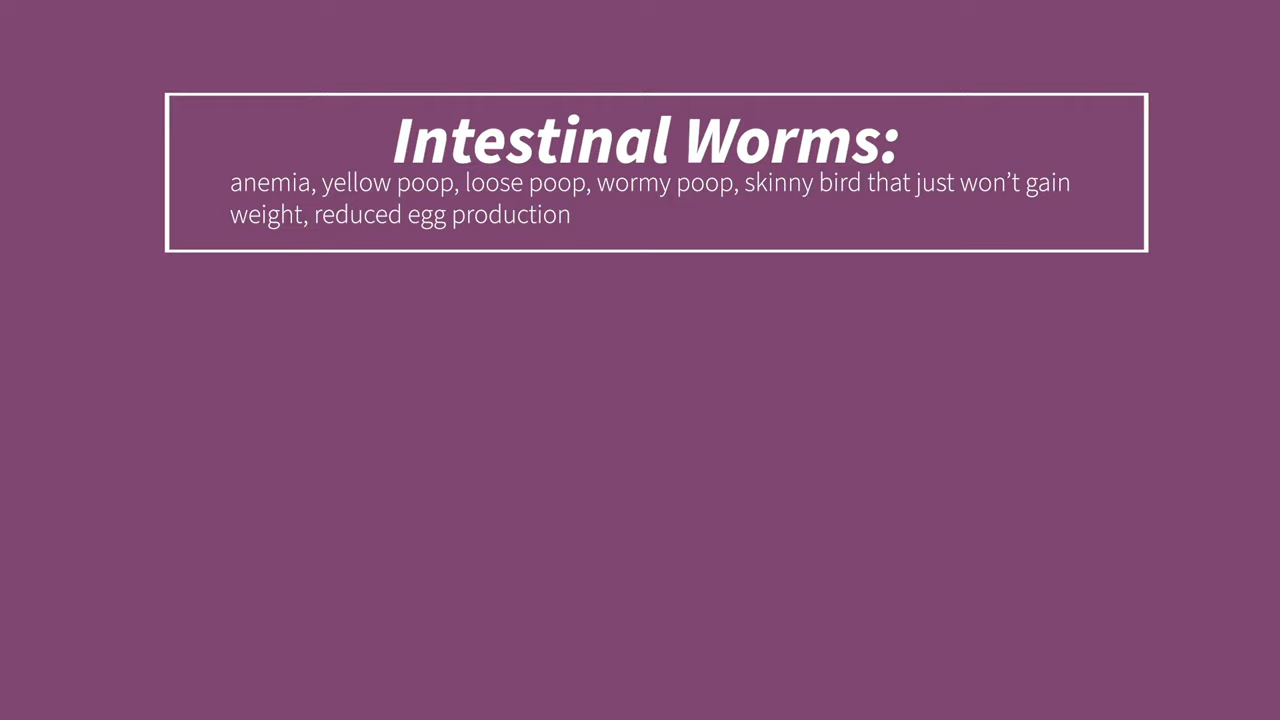 Intestinal Worms:
anemia, yellow poop, loose poop, wormy poop, skinny bird that just won’t gain
weight, reduced egg production